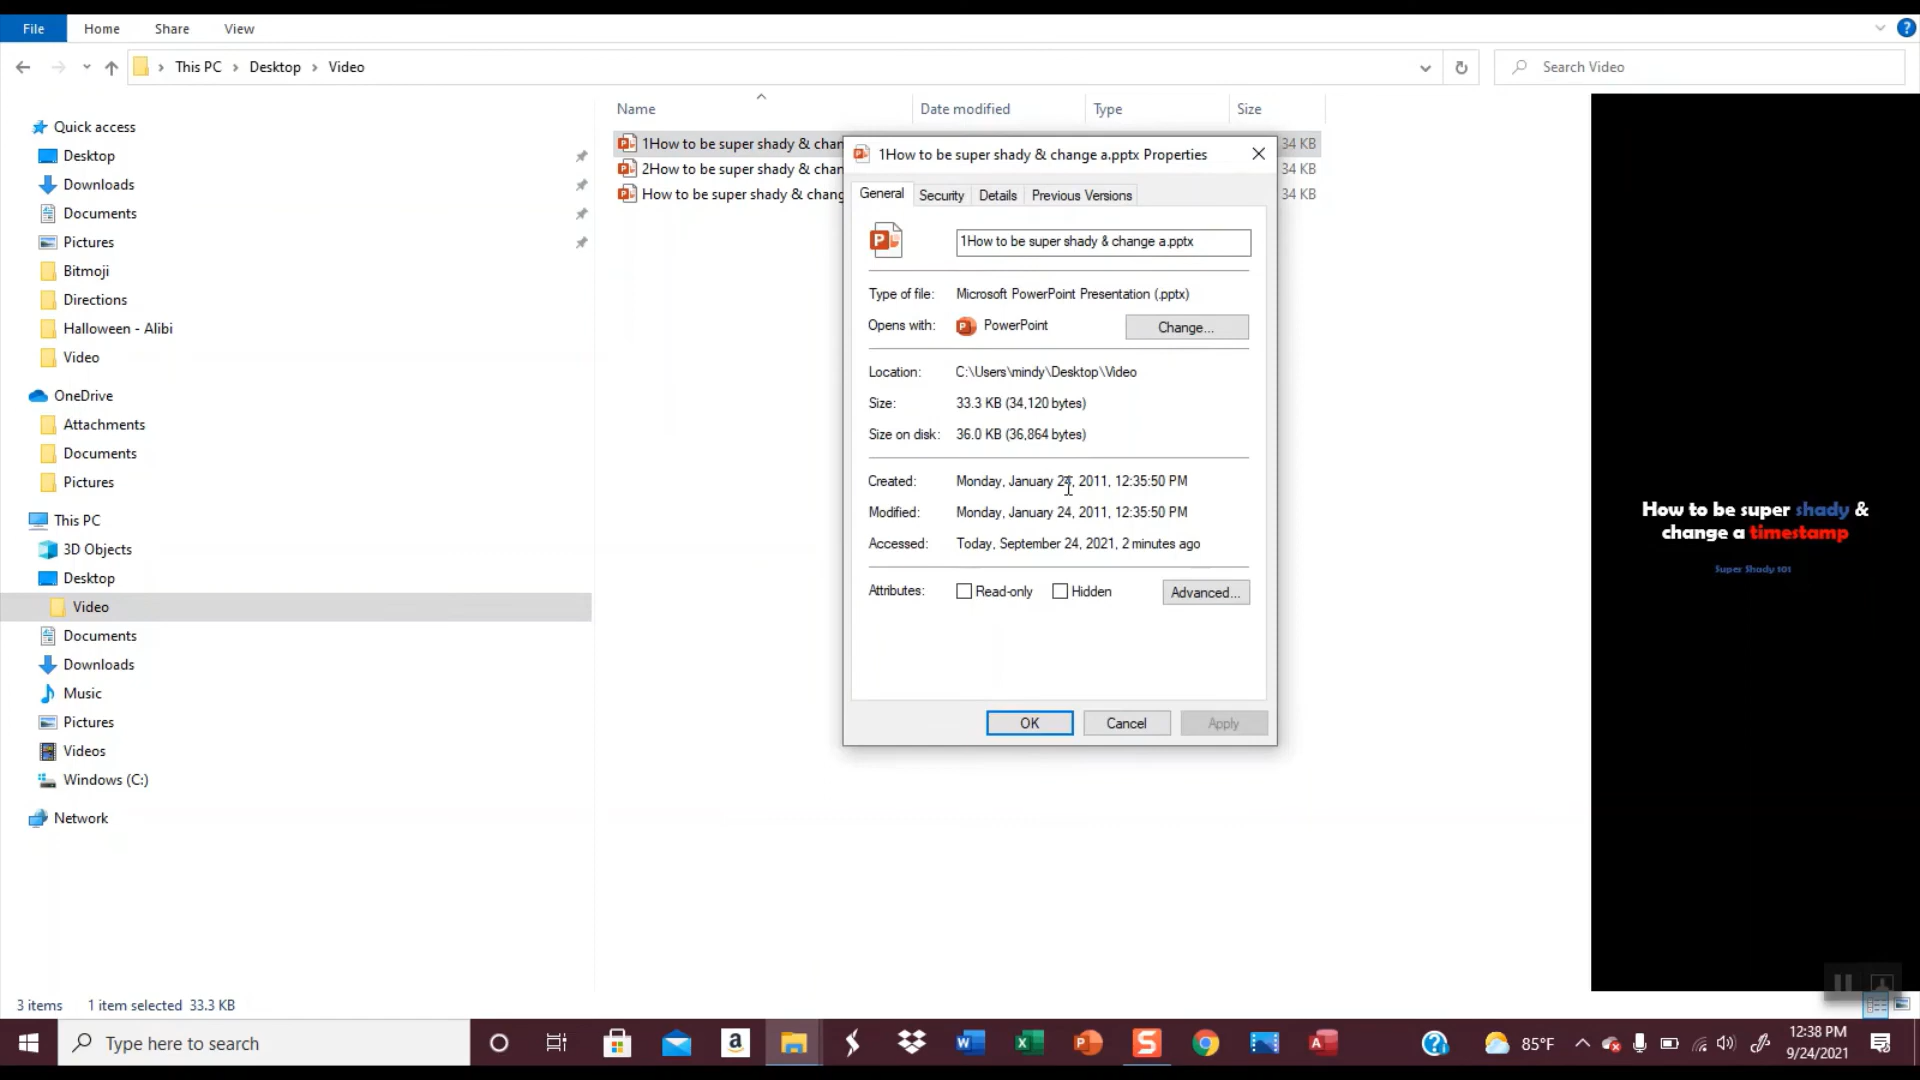 File Home Share View
This PC Desktop Video
Search Video
Name Date modified Type Size
Quick access
Desktop
Downloads
Documents
Pictures
Bitmoji
Directions
Halloween - Alibi
Video
OneDrive
Attachments
Documents
Pictures
This PC
3D Objects
Desktop
Video
Documents
Downloads
Music
Pictures
Videos
Windows (C:)
Network
1How to be super shady & chan 34 KB
2How to be super shady & chan 34 KB
How to be super shady & chang 34 KB
1How to be super shady & change a.pptx Properties
General Security Details Previous Versions
1How to be super shady & change a.pptx
Type of file: Microsoft PowerPoint Presentation (.pptx)
Opens with: PowerPoint Change...
Location: C:\Users\mindy\Desktop\Video
Size: 33.3 KB (34,120 bytes)
Size on disk: 36.0 KB (36,864 bytes)
Created: Monday, January 24, 2011, 12:35:50 PM
Modified: Monday, January 24, 2011, 12:35:50 PM
Accessed: Today, September 24, 2021, 2 minutes ago
Attributes: Read-only Hidden Advanced...
OK Cancel Apply
How to be super shady &
change a timestamp
Super Shady 101
3 items 1 item selected 33.3 KB
Type here to search
85°F
12:38 PM
9/24/2021